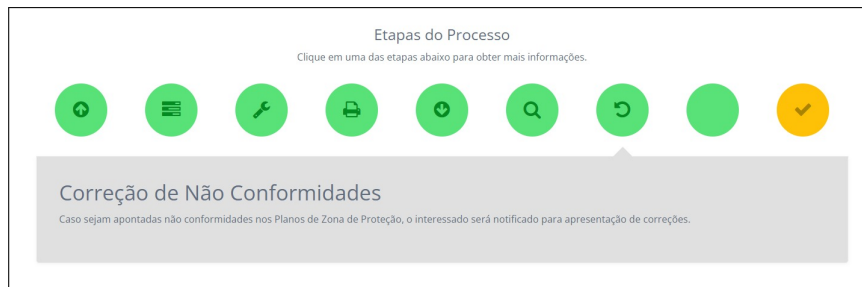 Etapas do Processo
Clique em uma das etapas abaixo para obter mais informações.
Correção de Não Conformidades
Caso sejam apontadas não conformidades nos Planos de Zona de Proteção, o interessado será notificado para apresentação de correções.